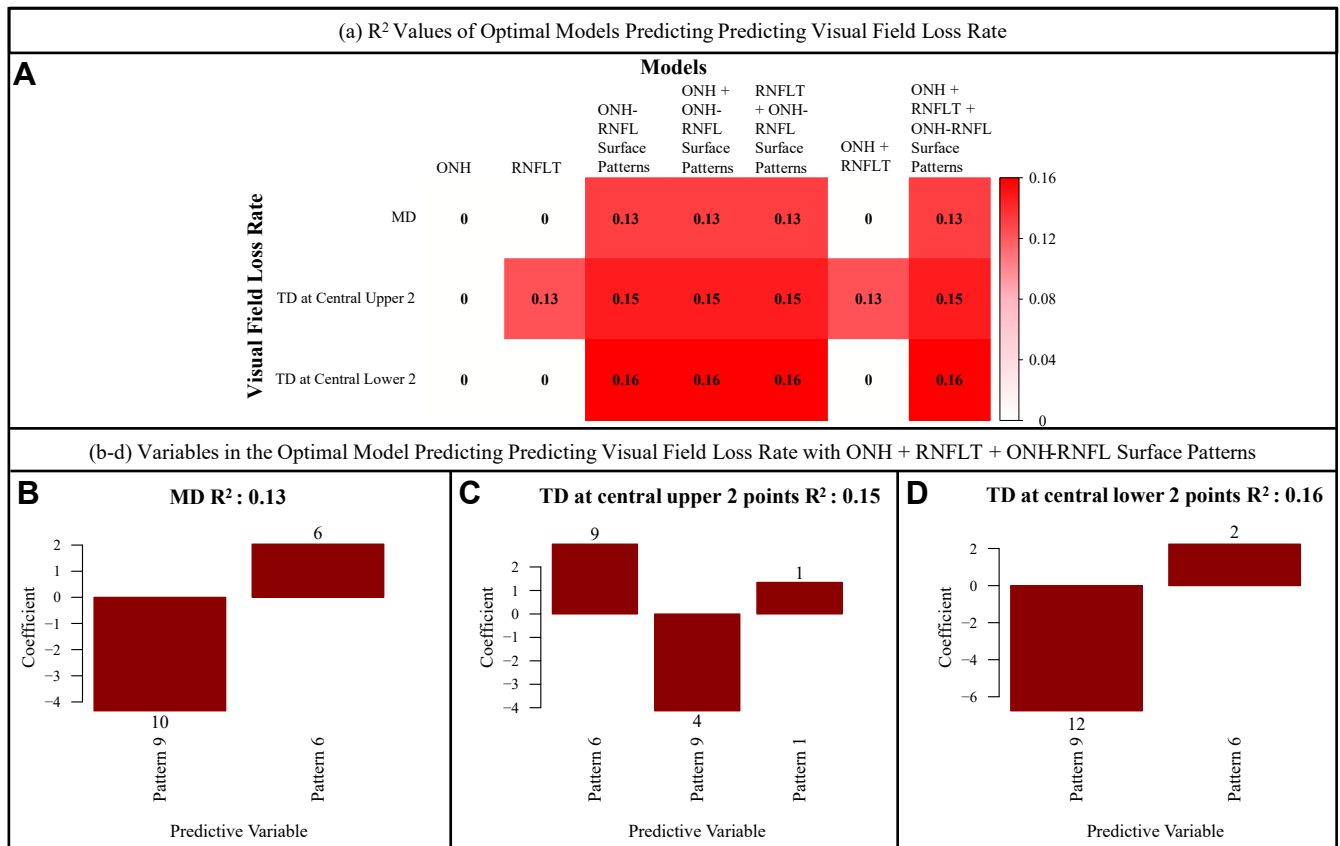 (a) R² Values of Optimal Models Predicting Predicting Visual Field Loss Rate
A
Models
ONH
RNFLT
ONH-
RNFL
Surface
Patterns
ONH +
ONH-
RNFL
Surface
Patterns
RNFLT
+ ONH-
RNFL
Surface
Patterns
ONH +
RNFLT
ONH +
RNFLT +
ONH-RNFL
Surface
Patterns
Visual Field Loss Rate
MD 0 0 0.13 0.13 0.13 0 0.13
TD at Central Upper 2 0 0.13 0.15 0.15 0.15 0.13 0.15
TD at Central Lower 2 0 0 0.16 0.16 0.16 0 0.16
0.16
0.12
0.08
0.04
0
(b-d) Variables in the Optimal Model Predicting Predicting Visual Field Loss Rate with ONH + RNFLT + ONH-RNFL Surface Patterns
B
MD R² : 0.13
Coefficient
2
1
0
−1
−2
−3
−4
10
6
Pattern 9
Pattern 6
Predictive Variable
C
TD at central upper 2 points R² : 0.15
Coefficient
2
1
0
−1
−2
−3
−4
9
4
1
Pattern 6
Pattern 9
Pattern 1
Predictive Variable
D
TD at central lower 2 points R² : 0.16
Coefficient
2
0
−2
−4
−6
12
2
Pattern 9
Pattern 6
Predictive Variable